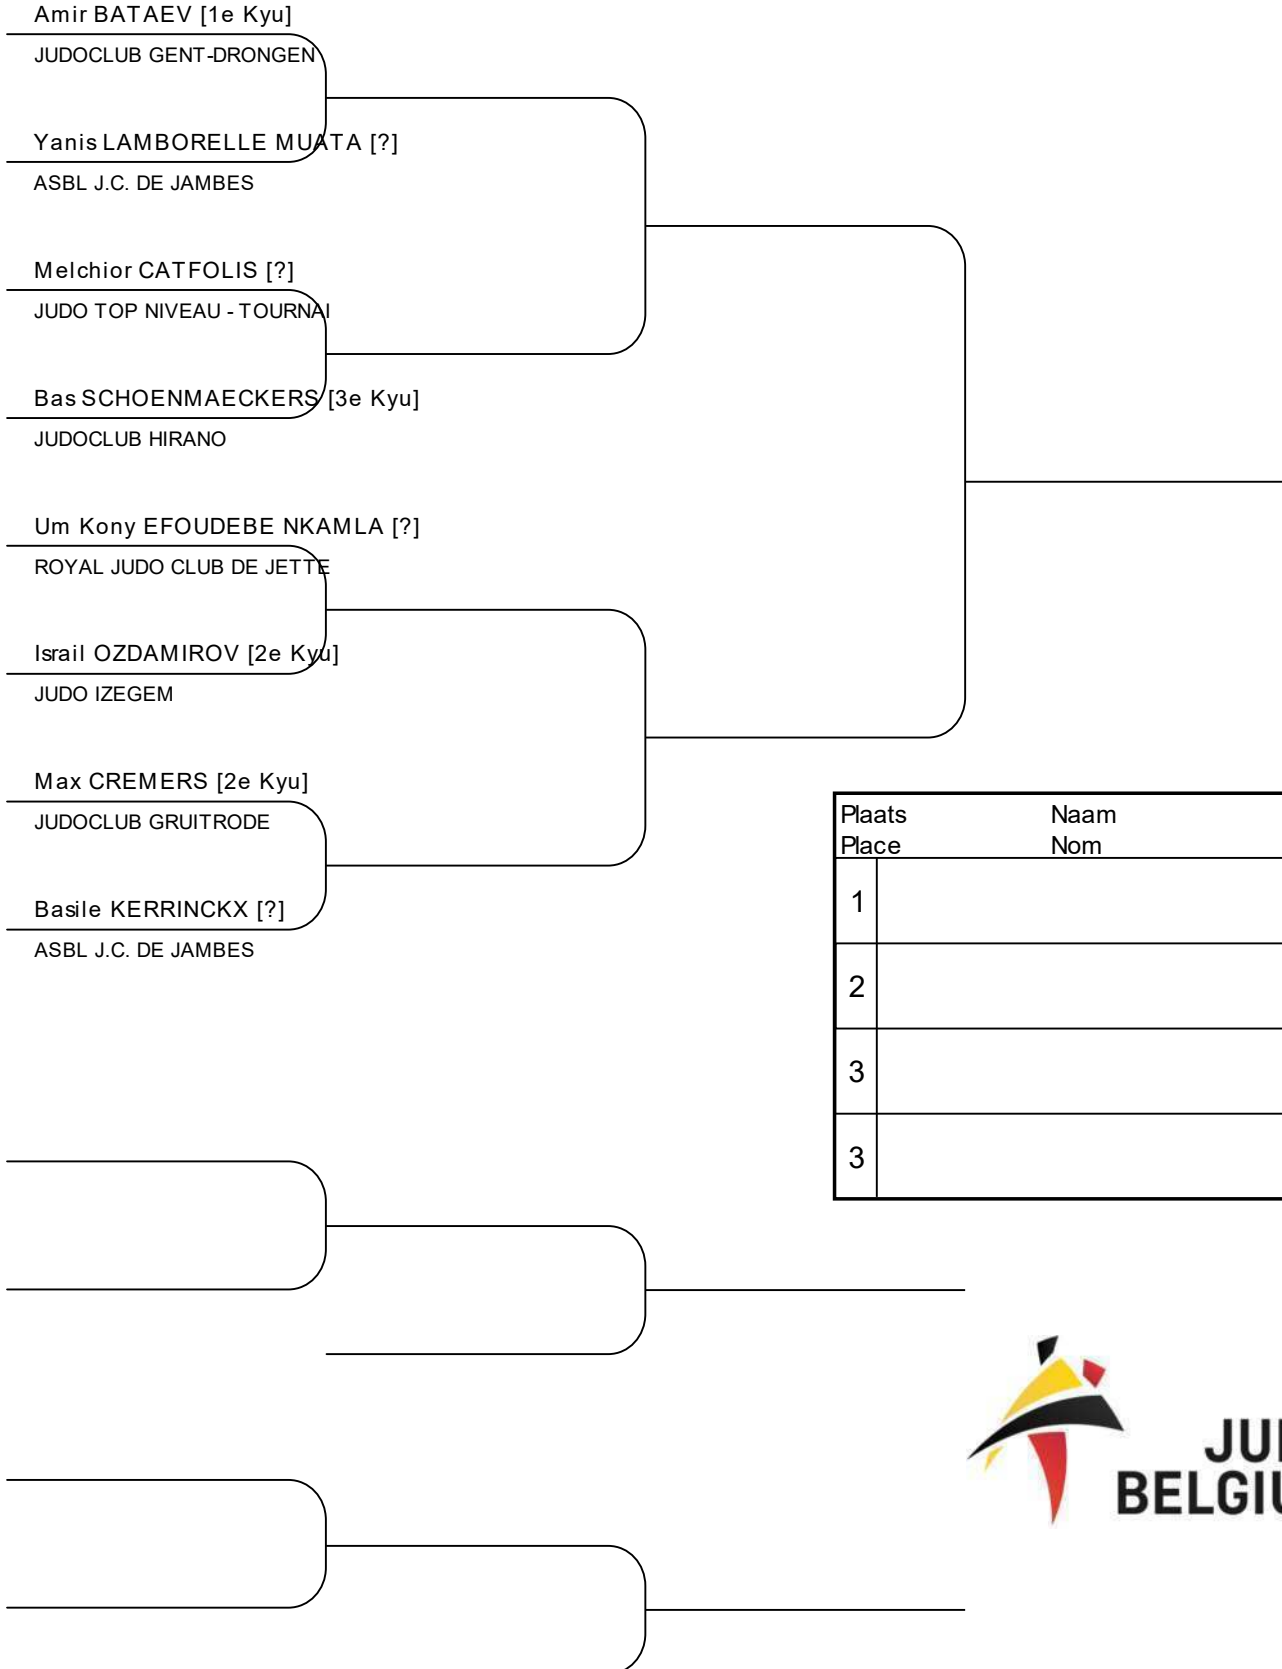 Amir BATAEV [1e Kyu]
JUDOCLUB GENT-DRONGEN
Yanis LAMBORELLE MUATA [?]
ASBL J.C. DE JAMBES
Melchior CATFOLIS [?]
JUDO TOP NIVEAU - TOURNAI
Bas SCHOENMAECKERS [3e Kyu]
JUDOCLUB HIRANO
Um Kony EFOUDEBE NKAMLA [?]
ROYAL JUDO CLUB DE JETTE
Israil OZDAMIROV [2e Kyu]
JUDO IZEGEM
Max CREMERS [2e Kyu]
JUDOCLUB GRUITRODE
Basile KERRINCKX [?]
ASBL J.C. DE JAMBES
Plaats Naam
Place Nom
1
2
3
3